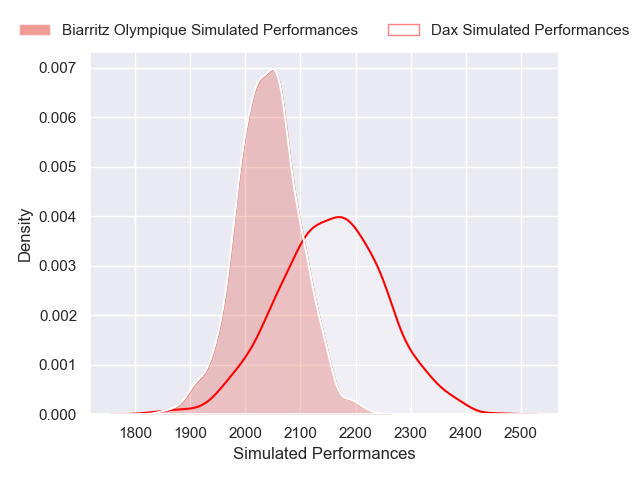 Biarritz Olympique Simulated Performances
Dax Simulated Performances
0.007
0.006
0.005
0.004
0.003
0.002
0.001
0.000
Density
1800 1900 2000 2100 2200 2300 2400 2500
Simulated Performances